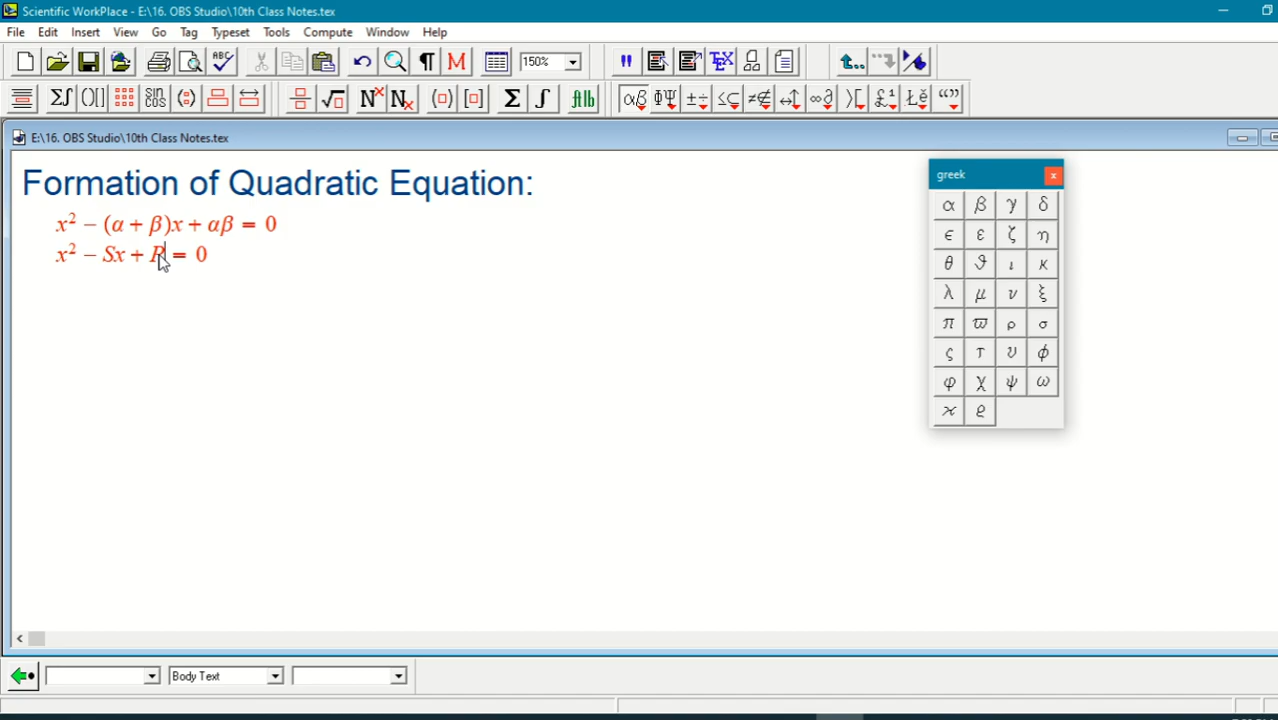 Scientific WorkPlace - E:\16. OBS Studio\10th Class Notes.tex
File Edit Insert View Go Tag Typeset Tools Compute Window Help
150%
E:\16. OBS Studio\10th Class Notes.tex
Formation of Quadratic Equation:
x² − (α + β)x + αβ = 0
x² − Sx + P = 0
greek
α β γ δ
ϵ ε ζ η
θ ϑ ι κ
λ μ ν ξ
π ϖ ρ σ
ς τ υ ϕ
φ χ ψ ω
ϰ ϱ
Body Text